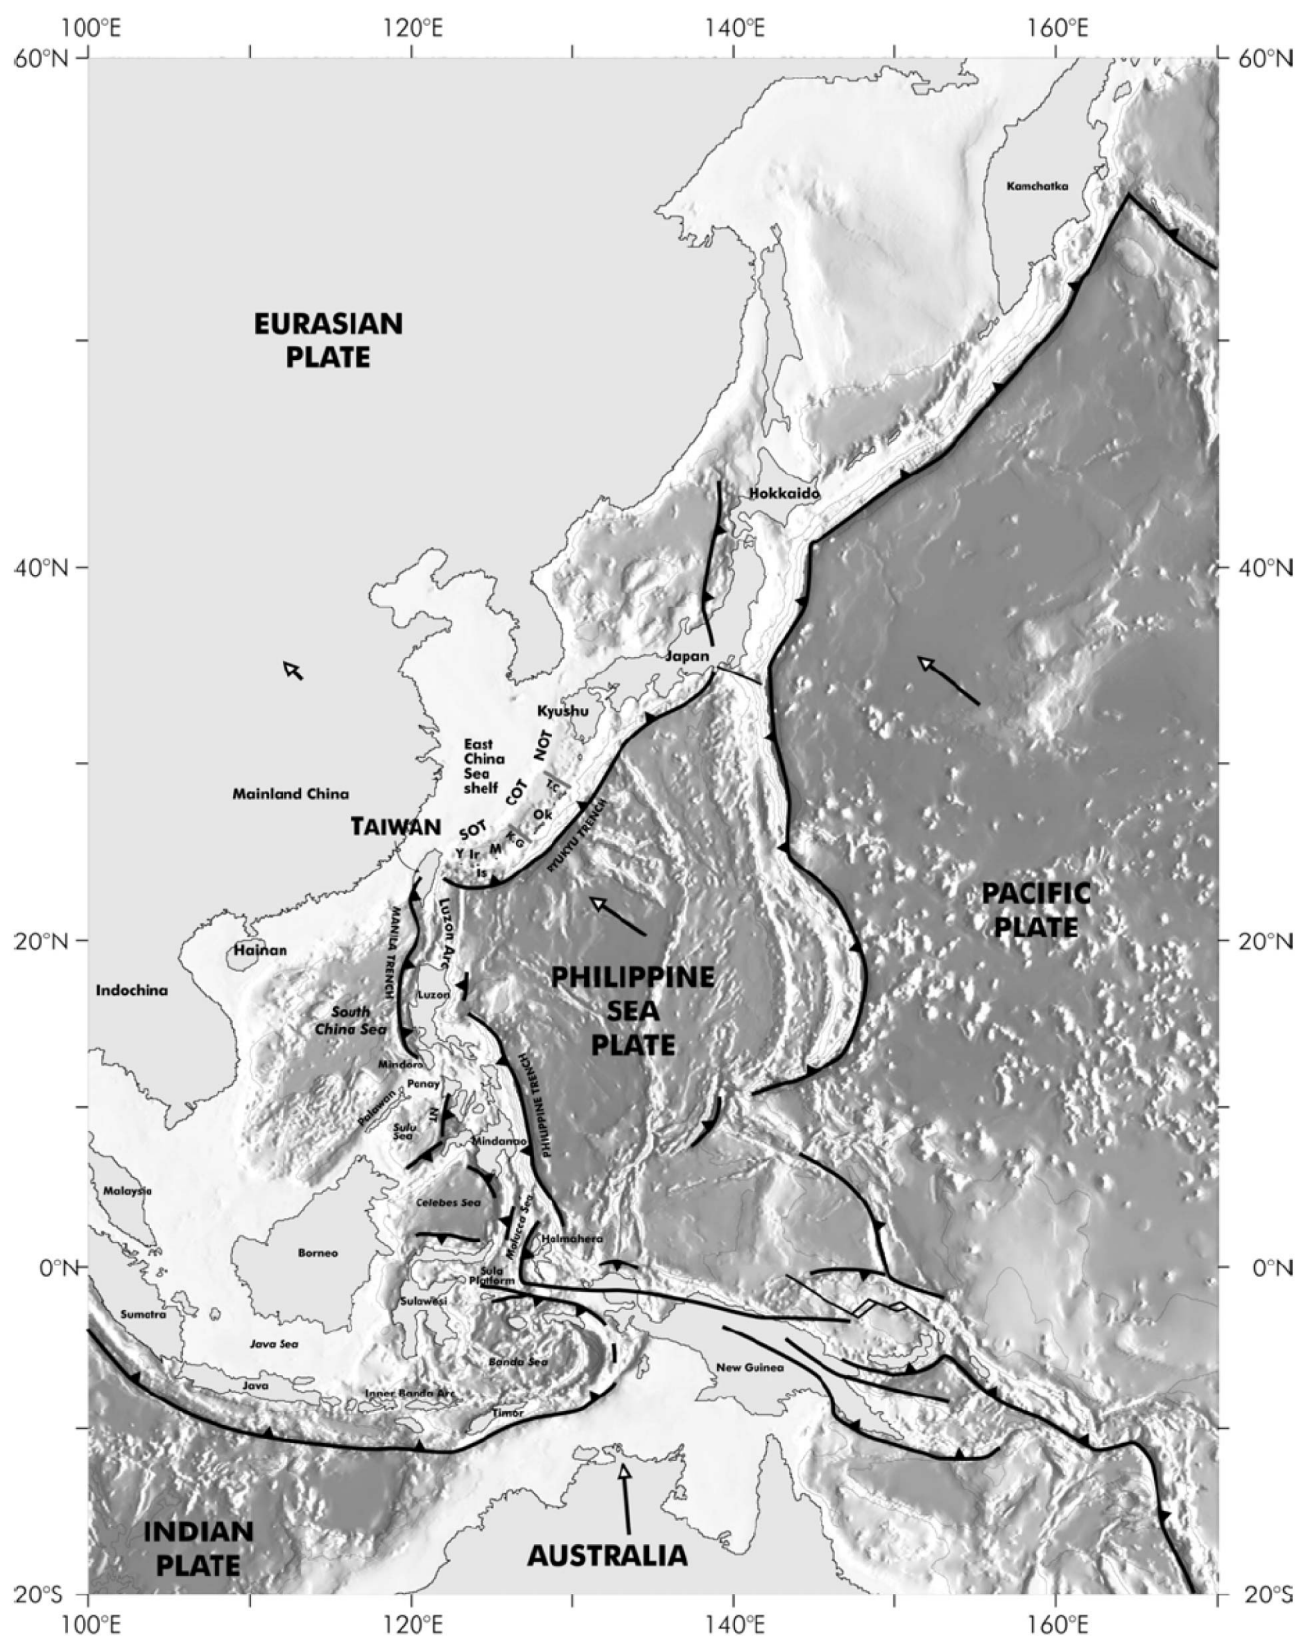 100°E
120°E
140°E
160°E
60°N
60°N
Kamchatka
EURASIAN
PLATE
Hokkaido
40°N
40°N
Japan
Kyushu
NOT
East
China
Sea
shelf
COT
T.C.
Mainland China
Ok
TAIWAN
SOT
K.G
RYUKYU TRENCH
Y Ir M
Is
PACIFIC
PLATE
Luzon Arc
MANILA TRENCH
20°N
20°N
Hainan
PHILIPPINE
SEA
PLATE
Indochina
Luzon
South
China Sea
Mindoro
Panay
PHILIPPINE TRENCH
Palawan
NT
Sulu
Sea
Mindanao
Malaysia
Celebes Sea
Molucca Sea
Halmahera
Borneo
0°N
0°N
Sula
Platform
Sulawesi
Sumatra
Java Sea
Banda Sea
New Guinea
Java
Inner Banda Arc
Timor
INDIAN
PLATE
AUSTRALIA
20°S
20°S
100°E
120°E
140°E
160°E